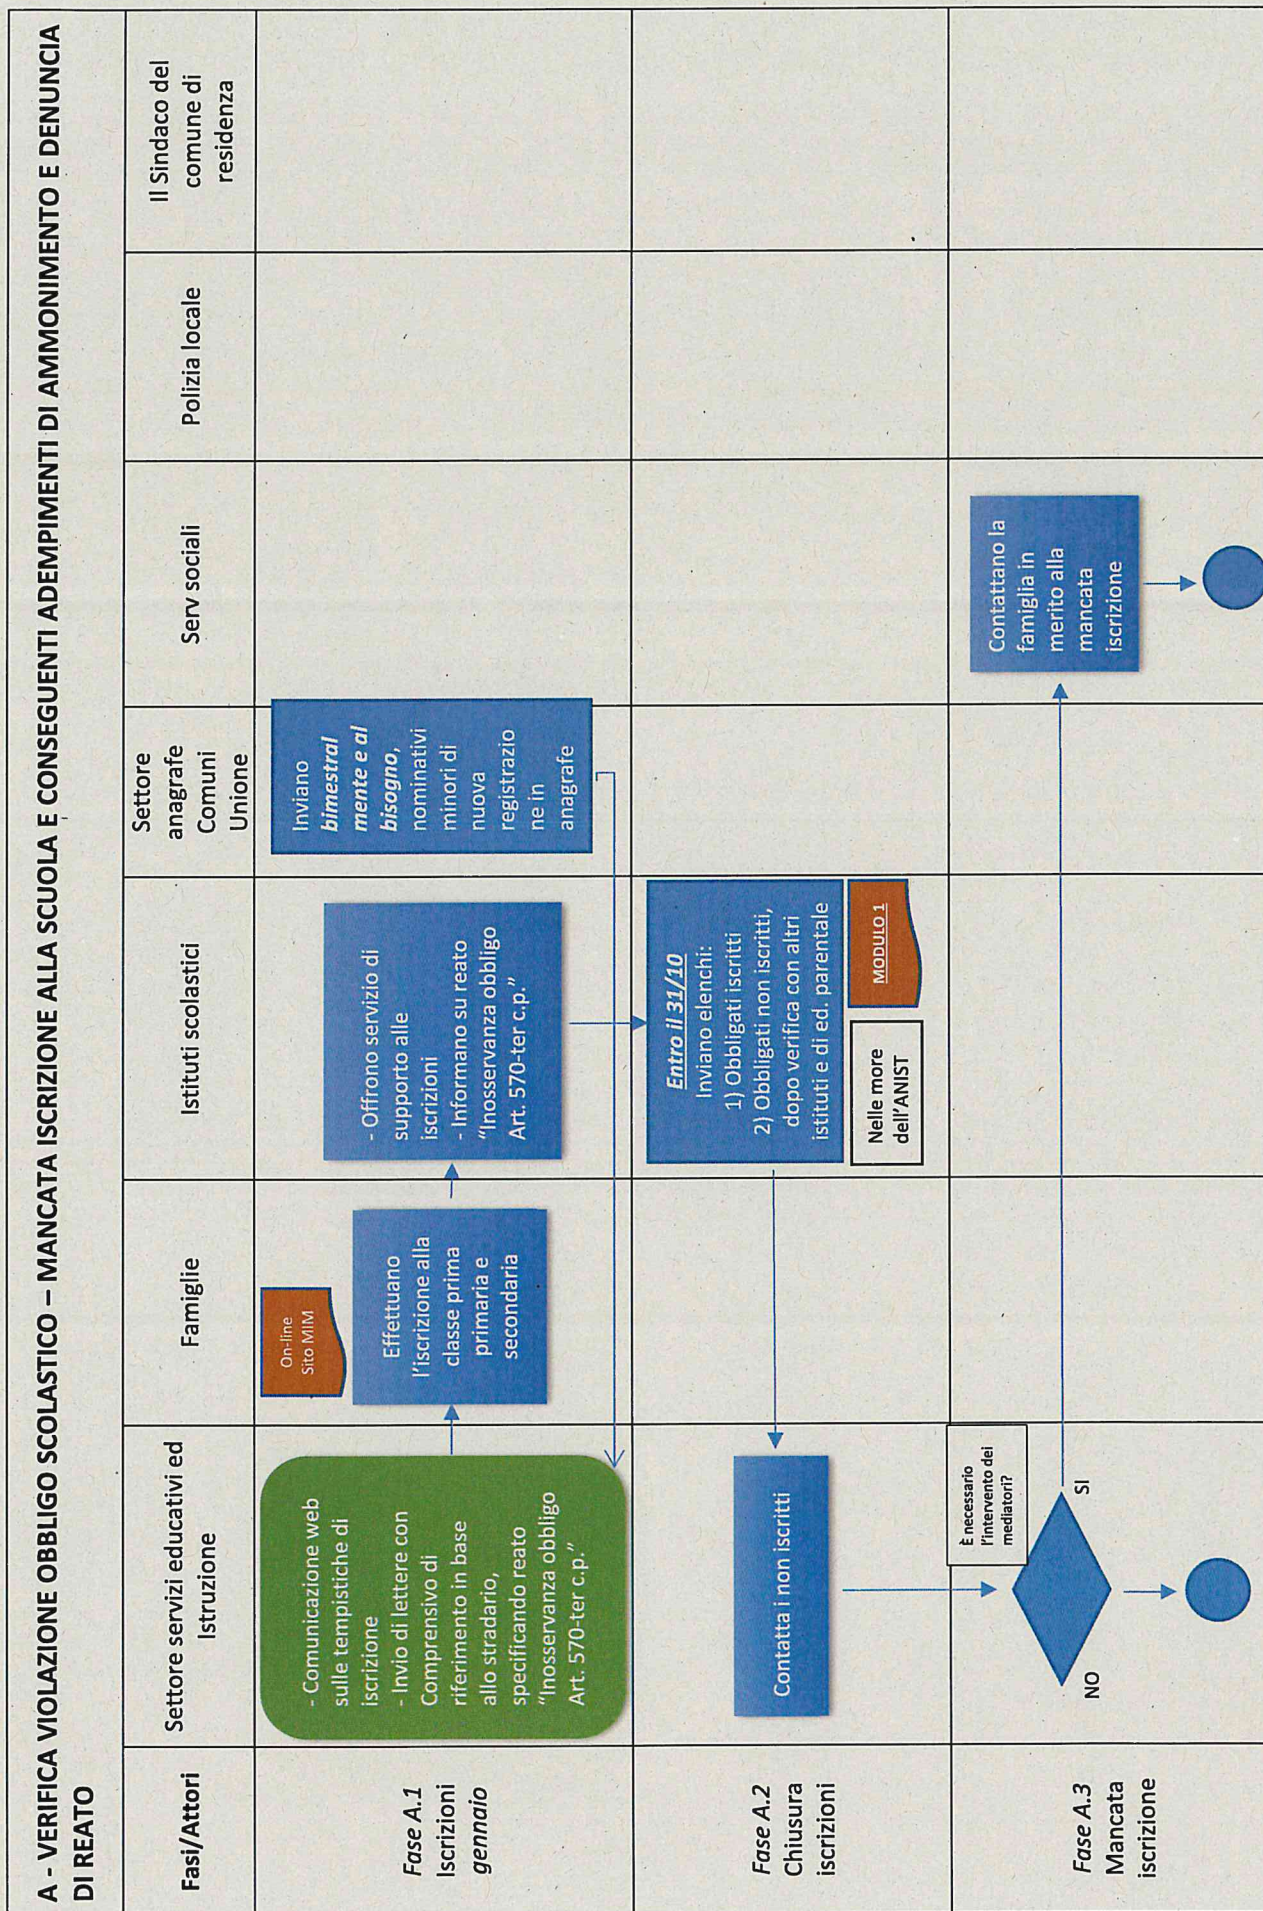 A - VERIFICA VIOLAZIONE OBBLIGO SCOLASTICO – MANCATA ISCRIZIONE ALLA SCUOLA E CONSEGUENTI ADEMPIMENTI DI AMMONIMENTO E DENUNCIA
DI REATO
Fasi/Attori
Settore servizi educativi ed
Istruzione
Famiglie
Istituti scolastici
Settore
anagrafe
Comuni
Unione
Serv sociali
Polizia locale
Il Sindaco del
comune di
residenza
Fase A.1
Iscrizioni
gennaio
- Comunicazione web
sulle tempistiche di
iscrizione
- Invio di lettere con
Comprensivo di
riferimento in base
allo stradario,
specificando reato
“Inosservanza obbligo
Art. 570-ter c.p.”
On-line
Sito MIM
Effettuano
l’iscrizione alla
classe prima
primaria e
secondaria
- Offrono servizio di
supporto alle
iscrizioni
- Informano su reato
“Inosservanza obbligo
Art. 570-ter c.p.”
Inviano
bimestral
mente e al
bisogno,
nominativi
minori di
nuova
registrazio
ne in
anagrafe
Fase A.2
Chiusura
iscrizioni
Contatta i non iscritti
Entro il 31/10
Inviano elenchi:
1) Obbligati iscritti
2) Obbligati non iscritti,
dopo verifica con altri
istituti e di ed. parentale
Nelle more
dell’ANIST
MODULO 1
Fase A.3
Mancata
iscrizione
È necessario
l’intervento dei
mediatori?
NO
SI
Contattano la
famiglia in
merito alla
mancata
iscrizione